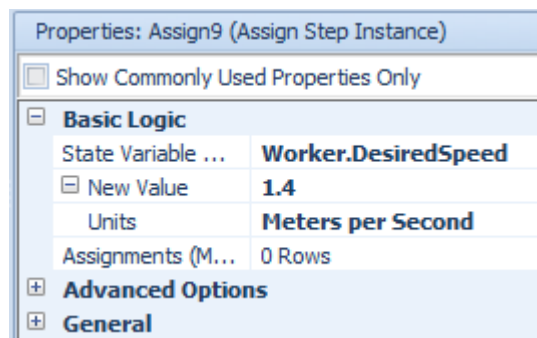 Properties: Assign9 (Assign Step Instance)
Show Commonly Used Properties Only
Basic Logic
State Variable ... Worker.DesiredSpeed
New Value 1.4
Units Meters per Second
Assignments (M... 0 Rows
Advanced Options
General